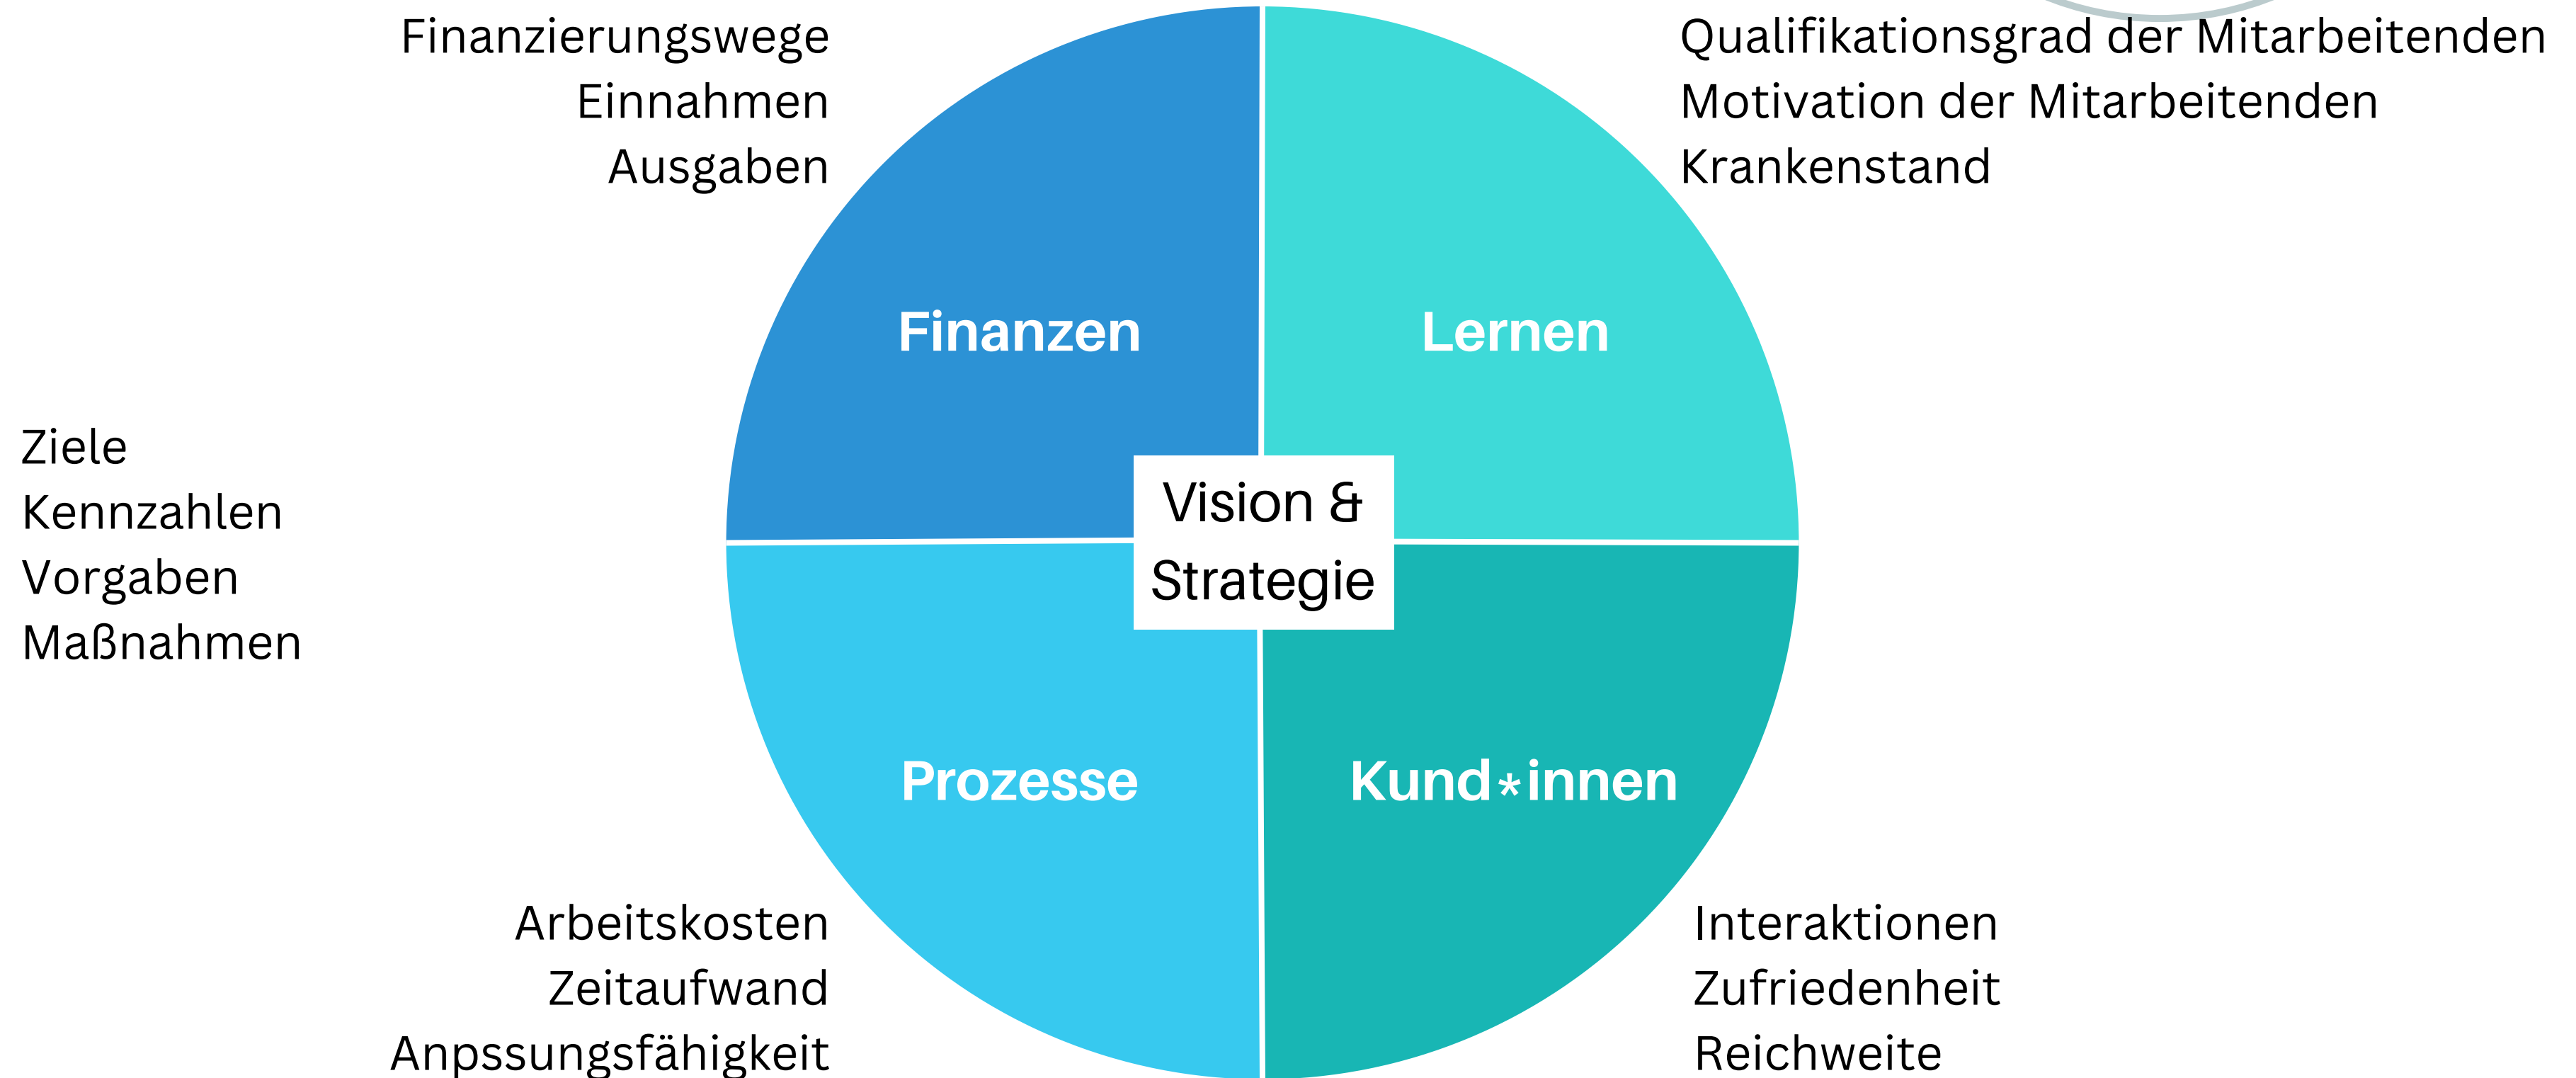 Finanzierungswege
Einnahmen
Ausgaben
Qualifikationsgrad der Mitarbeitenden
Motivation der Mitarbeitenden
Krankenstand
Finanzen
Lernen
Ziele
Kennzahlen
Vorgaben
Maßnahmen
Vision &
Strategie
Prozesse
Kund*innen
Arbeitskosten
Zeitaufwand
Anpssungsfähigkeit
Interaktionen
Zufriedenheit
Reichweite